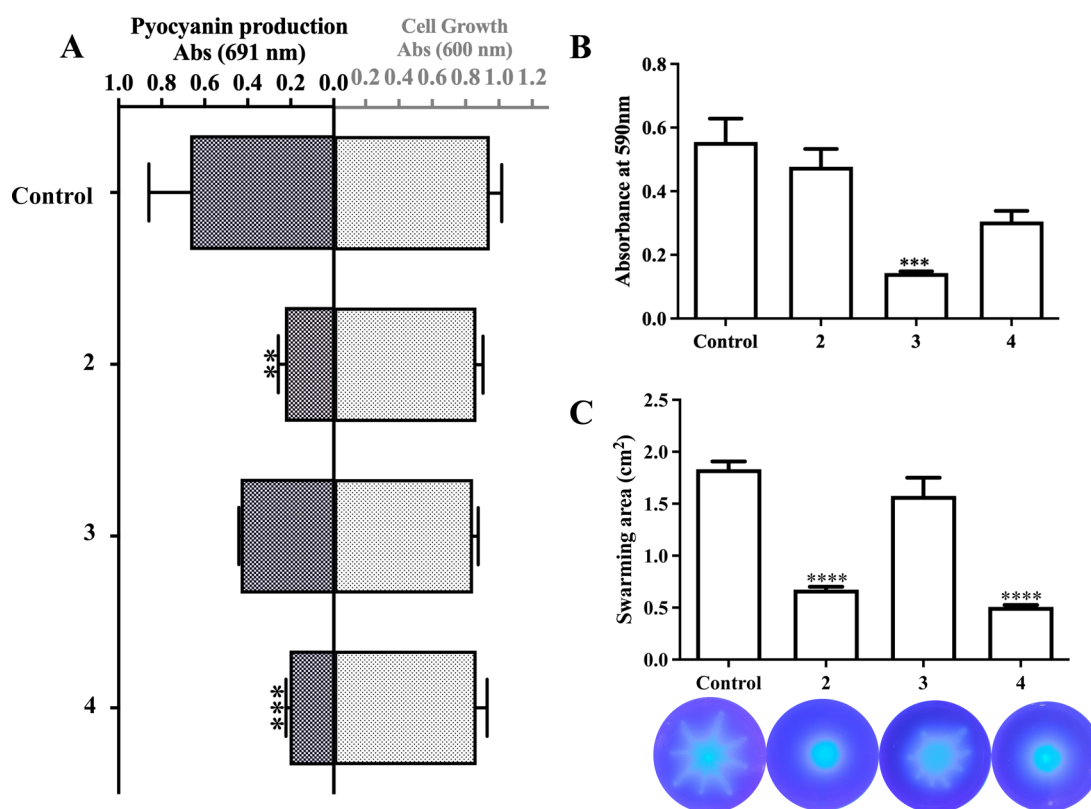 A
Pyocyanin production
Abs (691 nm)
Cell Growth
Abs (600 nm)
1.0 0.8 0.6 0.4 0.2 0.0 0.2 0.4 0.6 0.8 1.0 1.2
Control
2
**
3
4
***
B
Absorbance at 590nm
0.8
0.6
0.4
0.2
0.0
***
Control 2 3 4
C
Swarming area (cm²)
2.5
2.0
1.5
1.0
0.5
0.0
****
****
Control 2 3 4